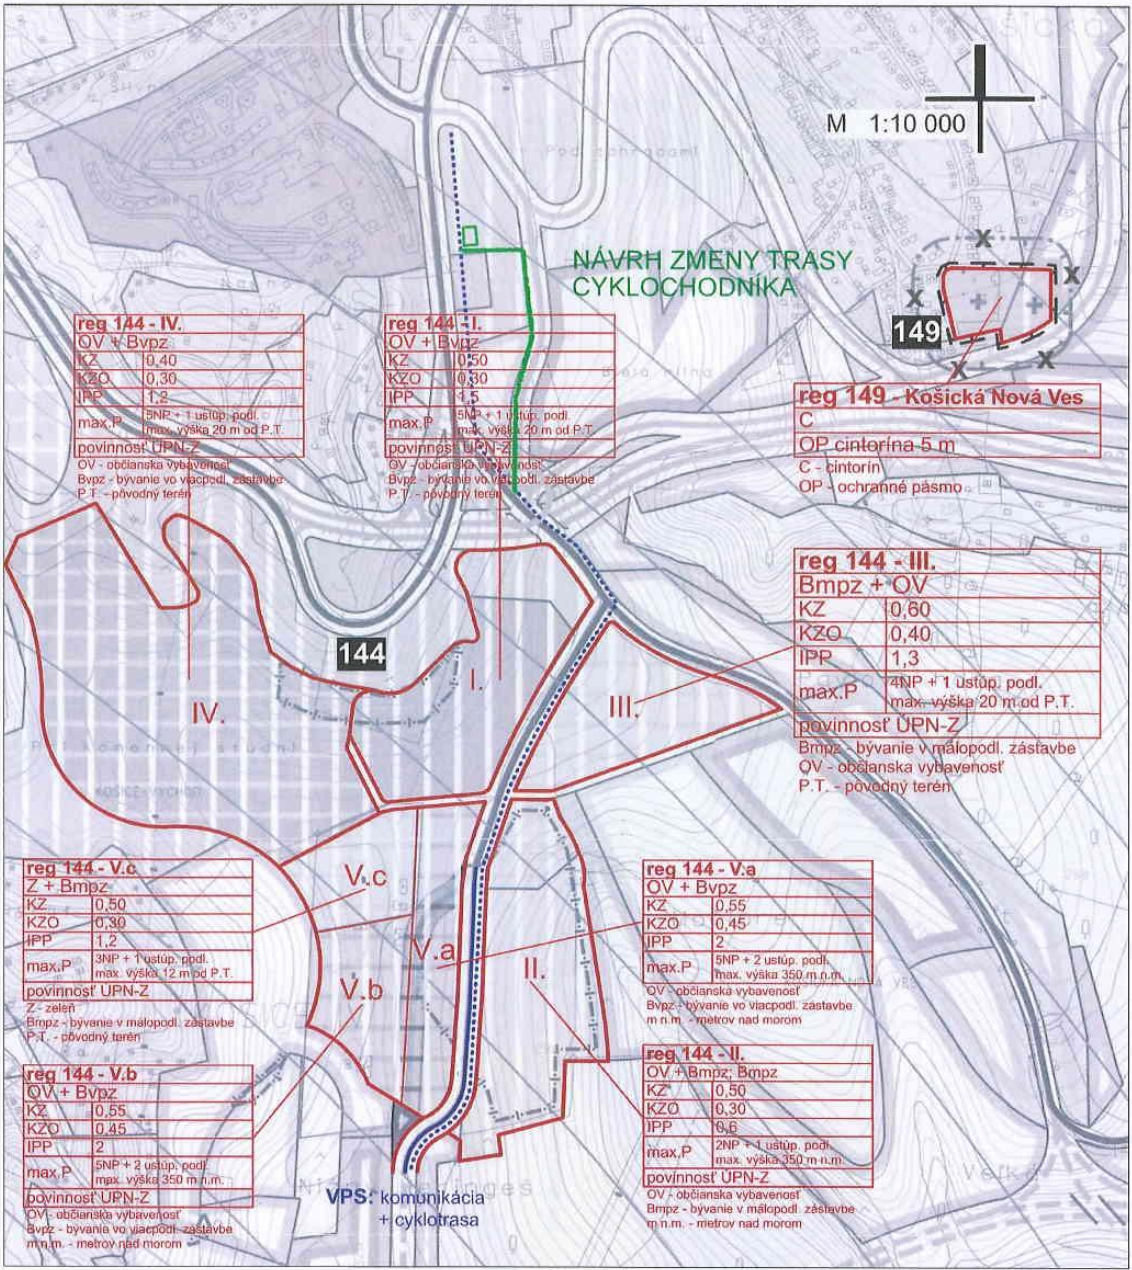 M 1:10 000
NÁVRH ZMENY TRASY
CYKLOCHODNÍKA
149
reg 144 - IV.
OV + Bvpz
KZ 0,40
KZO 0,30
IPP 1,2
max.P 5NP + 1 ustúp. podl.
max. výška 20 m od P.T.
povinnosť ÚPN-Z
OV - občianska vybavenosť
Bvpz - bývanie vo viacpodl. zástavbe
P.T. - pôvodný terén
reg 144 - I.
OV + Bvpz
KZ 0,50
KZO 0,30
IPP 1,5
max.P 5NP + 1 ustúp. podl.
max. výška 20 m od P.T.
povinnosť ÚPN-Z
OV - občianska vybavenosť
Bvpz - bývanie vo viacpodl. zástavbe
P.T. - pôvodný terén
reg 149 - Košická Nová Ves
C
OP cintorína 5 m
C - cintorín
OP - ochranné pásmo
reg 144 - III.
Bmpz + OV
KZ 0,60
KZO 0,40
IPP 1,3
max.P 4NP + 1 ustúp. podl.
max. výška 20 m od P.T.
povinnosť ÚPN-Z
Bmpz - bývanie v málopodl. zástavbe
OV - občianska vybavenosť
P.T. - pôvodný terén
144
I.
III.
IV.
V.c
V.a
V.b
II.
reg 144 - V.c
Z + Bmpz
KZ 0,50
KZO 0,30
IPP 1,2
max.P 3NP + 1 ustúp. podl.
max. výška 12 m od P.T.
povinnosť ÚPN-Z
Z - zeleň
Bmpz - bývanie v málopodl. zástavbe
P.T. - pôvodný terén
reg 144 - V.a
OV + Bvpz
KZ 0,55
KZO 0,45
IPP 2
max.P 5NP + 2 ustúp. podl.
max. výška 350 m n.m.
OV - občianska vybavenosť
Bvpz - bývanie vo viacpodl. zástavbe
m n.m. - metrov nad morom
reg 144 - V.b
OV + Bvpz
KZ 0,55
KZO 0,45
IPP 2
max.P 5NP + 2 ustúp. podl.
max. výška 350 m n.m.
povinnosť ÚPN-Z
OV - občianska vybavenosť
Bvpz - bývanie vo viacpodl. zástavbe
m n.m. - metrov nad morom
reg 144 - II.
OV + Bmpz; Bmpz
KZ 0,50
KZO 0,30
IPP 0,6
max.P 2NP + 1 ustúp. podl.
max. výška 350 m n.m.
povinnosť ÚPN-Z
OV - občianska vybavenosť
Bmpz - bývanie v málopodl. zástavbe
m n.m. - metrov nad morom
VPS: komunikácia
+ cyklotrasa